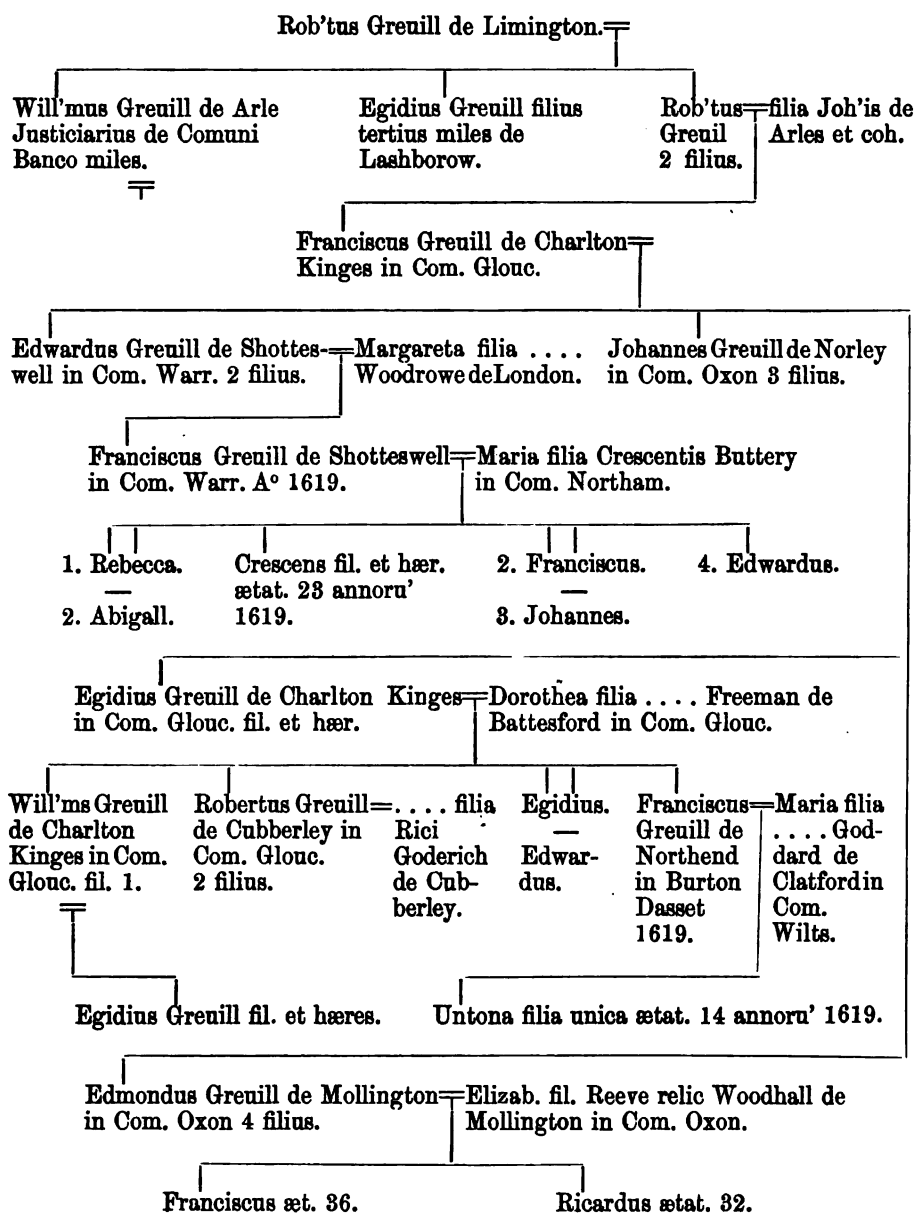 Rob'tus Greuill de Limington.
Will'mus Greuill de Arle
Justiciarius de Comuni
Banco miles.
Egidius Greuill filius
tertius miles de
Lashborow.
Rob'tus
Greuil
2 filius.
filia Joh'is de
Arles et coh.
Franciscus Greuill de Charlton
Kinges in Com. Glouc.
Edwardus Greuill de Shottes-
well in Com. Warr. 2 filius.
Margareta filia . . . .
Woodrowe de London.
Johannes Greuill de Norley
in Com. Oxon 3 filius.
Franciscus Greuill de Shotteswell
in Com. Warr. Aº 1619.
Maria filia Crescentis Buttery
in Com. Northam.
1. Rebecca.
—
2. Abigall.
Crescens fil. et hær.
ætat. 23 annoru'
1619.
2. Franciscus.
—
3. Johannes.
4. Edwardus.
Egidius Greuill de Charlton Kinges
in Com. Glouc. fil. et hær.
Dorothea filia . . . . Freeman de
Battesford in Com. Glouc.
Will'ms Greuill
de Charlton
Kinges in Com.
Glouc. fil. 1.
Robertus Greuill
de Cubberley in
Com. Glouc.
2 filius.
. . . . filia
Rici
Goderich
de Cub-
berley.
Egidius.
—
Edwar-
dus.
Franciscus
Greuill de
Northend
in Burton
Dasset
1619.
Maria filia
. . . . God-
dard de
Clatford in
Com.
Wilts.
Egidius Greuill fil. et hæres.
Untona filia unica ætat. 14 annoru' 1619.
Edmondus Greuill de Mollington
in Com. Oxon 4 filius.
Elizab. fil. Reeve relic Woodhall de
Mollington in Com. Oxon.
Franciscus æt. 36.
Ricardus ætat. 32.